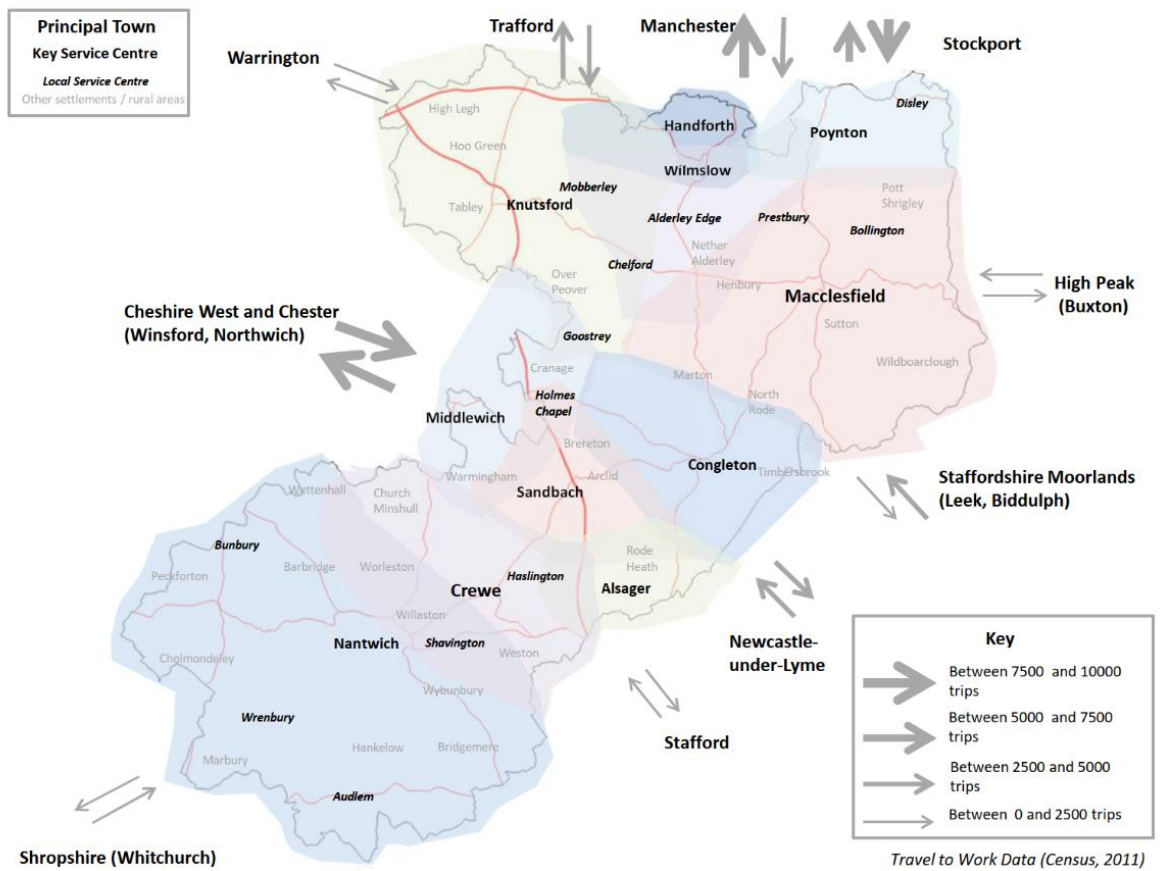 Principal Town
Key Service Centre
Local Service Centre
Other settlements / rural areas
Warrington
Trafford
Manchester
Stockport
High Legh
Hoo Green
Tabley
Knutsford
Mobberley
Handforth
Wilmslow
Poynton
Disley
Alderley Edge
Prestbury
Pott
Shrigley
Bollington
Chelford
Nether
Alderley
Henbury
Over
Peover
Macclesfield
Sutton
Wildboarclough
High Peak
(Buxton)
Cheshire West and Chester
(Winsford, Northwich)
Goostrey
Cranage
Holmes
Chapel
Marton
North
Rode
Middlewich
Brereton
Congleton
Timbersbrook
Warmingham
Arclid
Sandbach
Staffordshire Moorlands
(Leek, Biddulph)
Wettenhall
Church
Minshull
Bunbury
Peckforton
Barbridge
Worleston
Crewe
Haslington
Rode
Heath
Alsager
Willaston
Nantwich
Shavington
Weston
Cholmondeley
Wybunbury
Newcastle-
under-Lyme
Wrenbury
Hankelow
Bridgemere
Marbury
Audlem
Stafford
Shropshire (Whitchurch)
Key
Between 7500 and 10000
trips
Between 5000 and 7500
trips
Between 2500 and 5000
trips
Between 0 and 2500 trips
Travel to Work Data (Census, 2011)